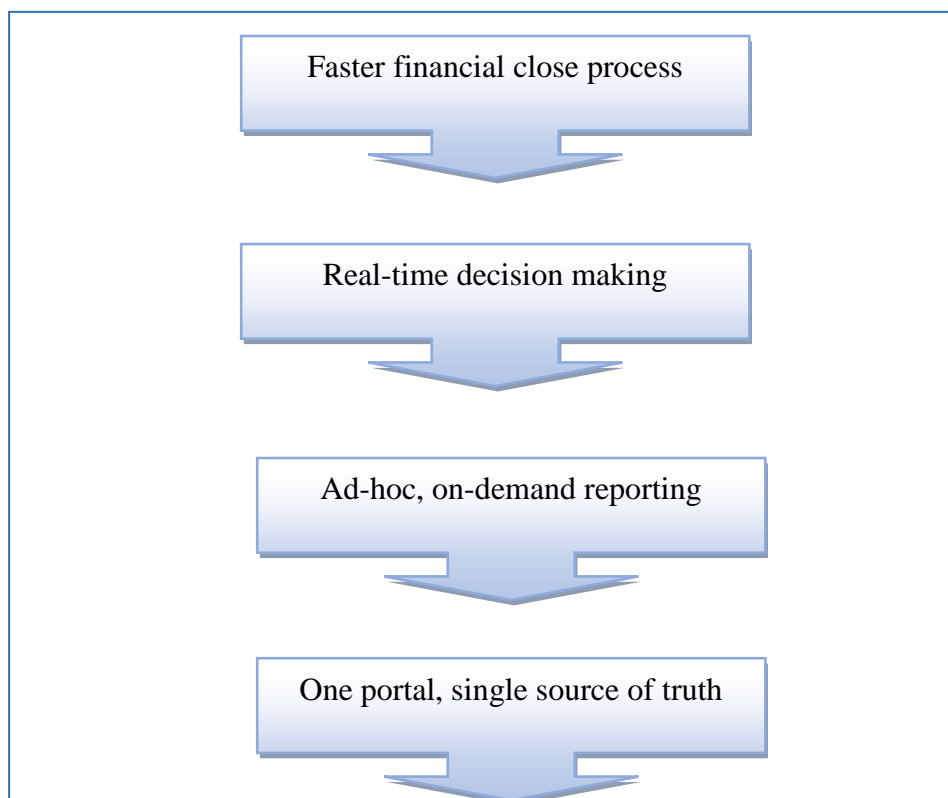 Faster financial close process
Real-time decision making
Ad-hoc, on-demand reporting
One portal, single source of truth